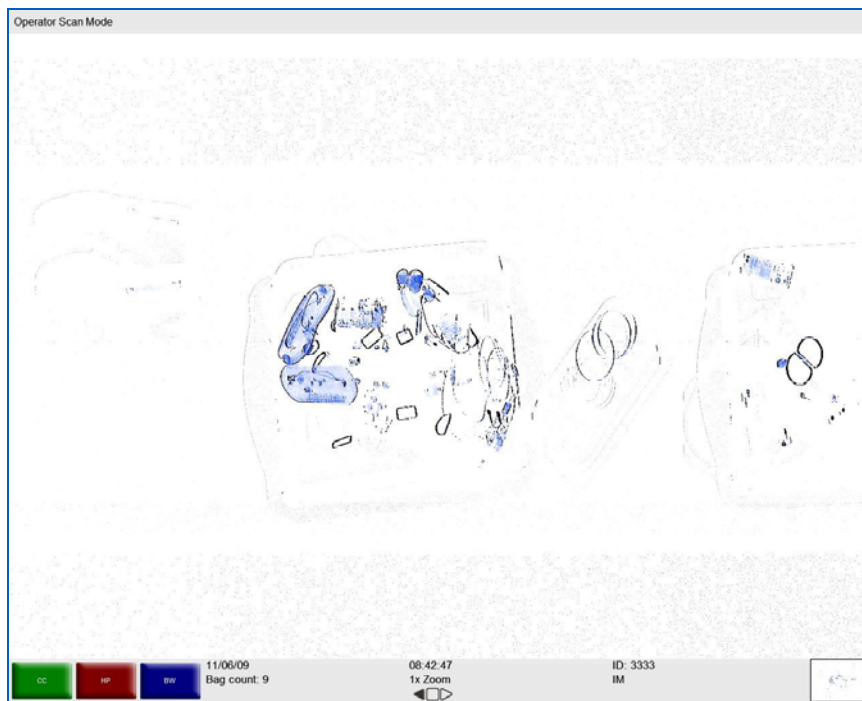 Operator Scan Mode
CC HP BW
11/06/09 08:42:47 ID: 3333
Bag count: 9 1x Zoom IM